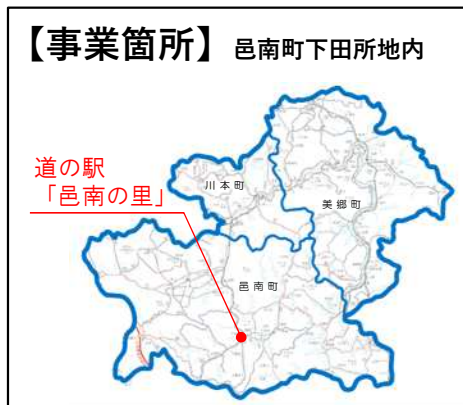 【事業箇所】 邑南町下田所地内
道の駅
「邑南の里」
川本町
美郷町
邑南町